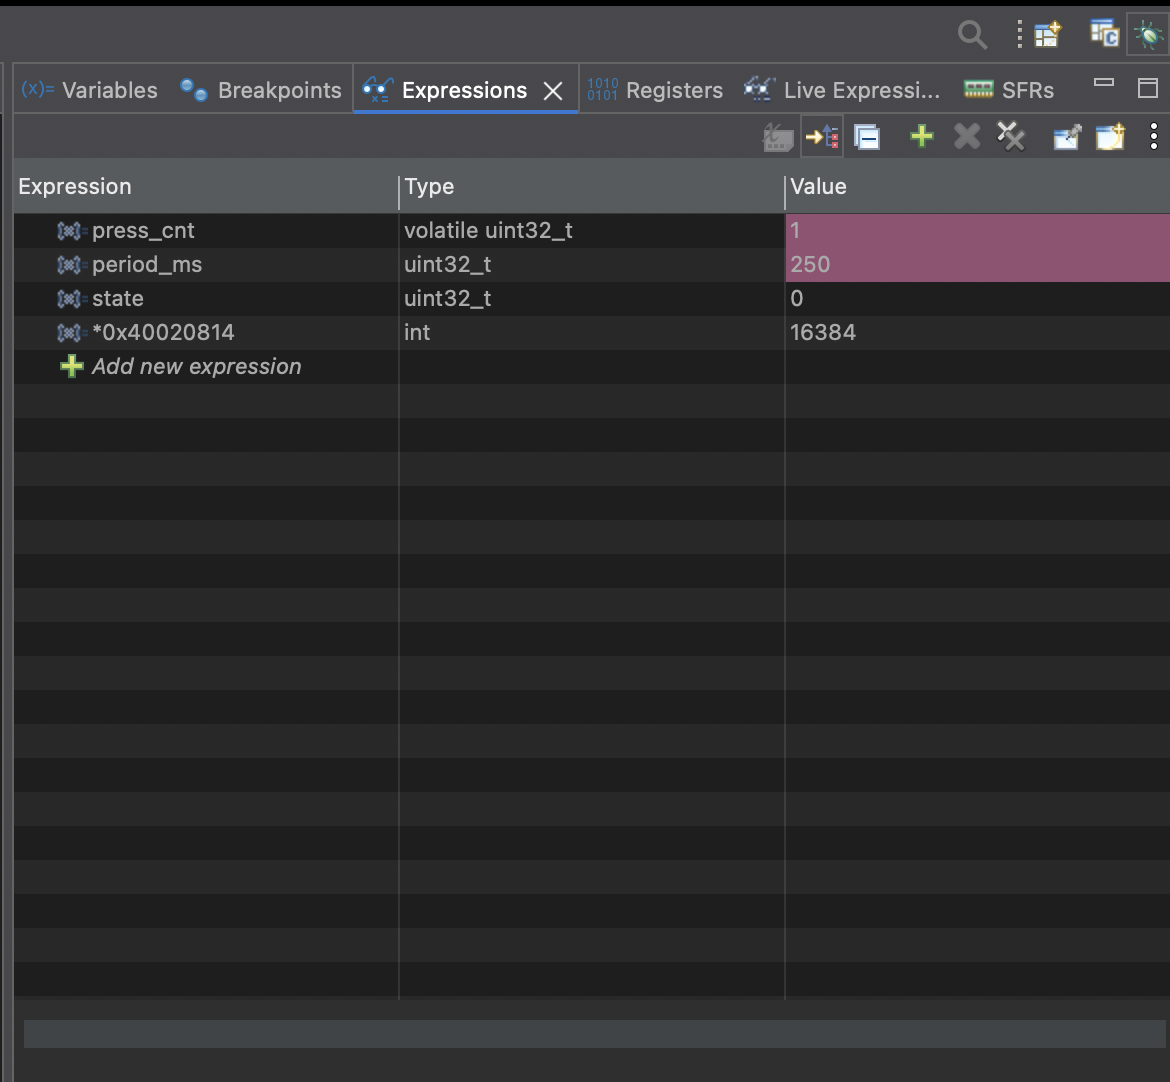 (x)= Variables Breakpoints Expressions 1010 0101 Registers Live Expressi... SFRs
Expression Type Value
press_cnt volatile uint32_t 1
period_ms uint32_t 250
state uint32_t 0
*0x40020814 int 16384
Add new expression